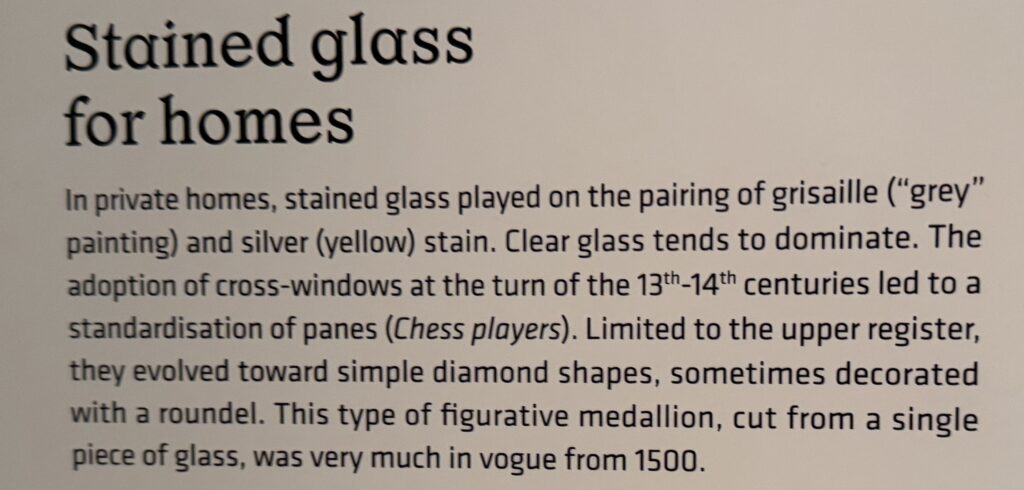 Stained glass
for homes
In private homes, stained glass played on the pairing of grisaille (“grey”
painting) and silver (yellow) stain. Clear glass tends to dominate. The
adoption of cross-windows at the turn of the 13th-14th centuries led to a
standardisation of panes (Chess players). Limited to the upper register,
they evolved toward simple diamond shapes, sometimes decorated
with a roundel. This type of figurative medallion, cut from a single
piece of glass, was very much in vogue from 1500.